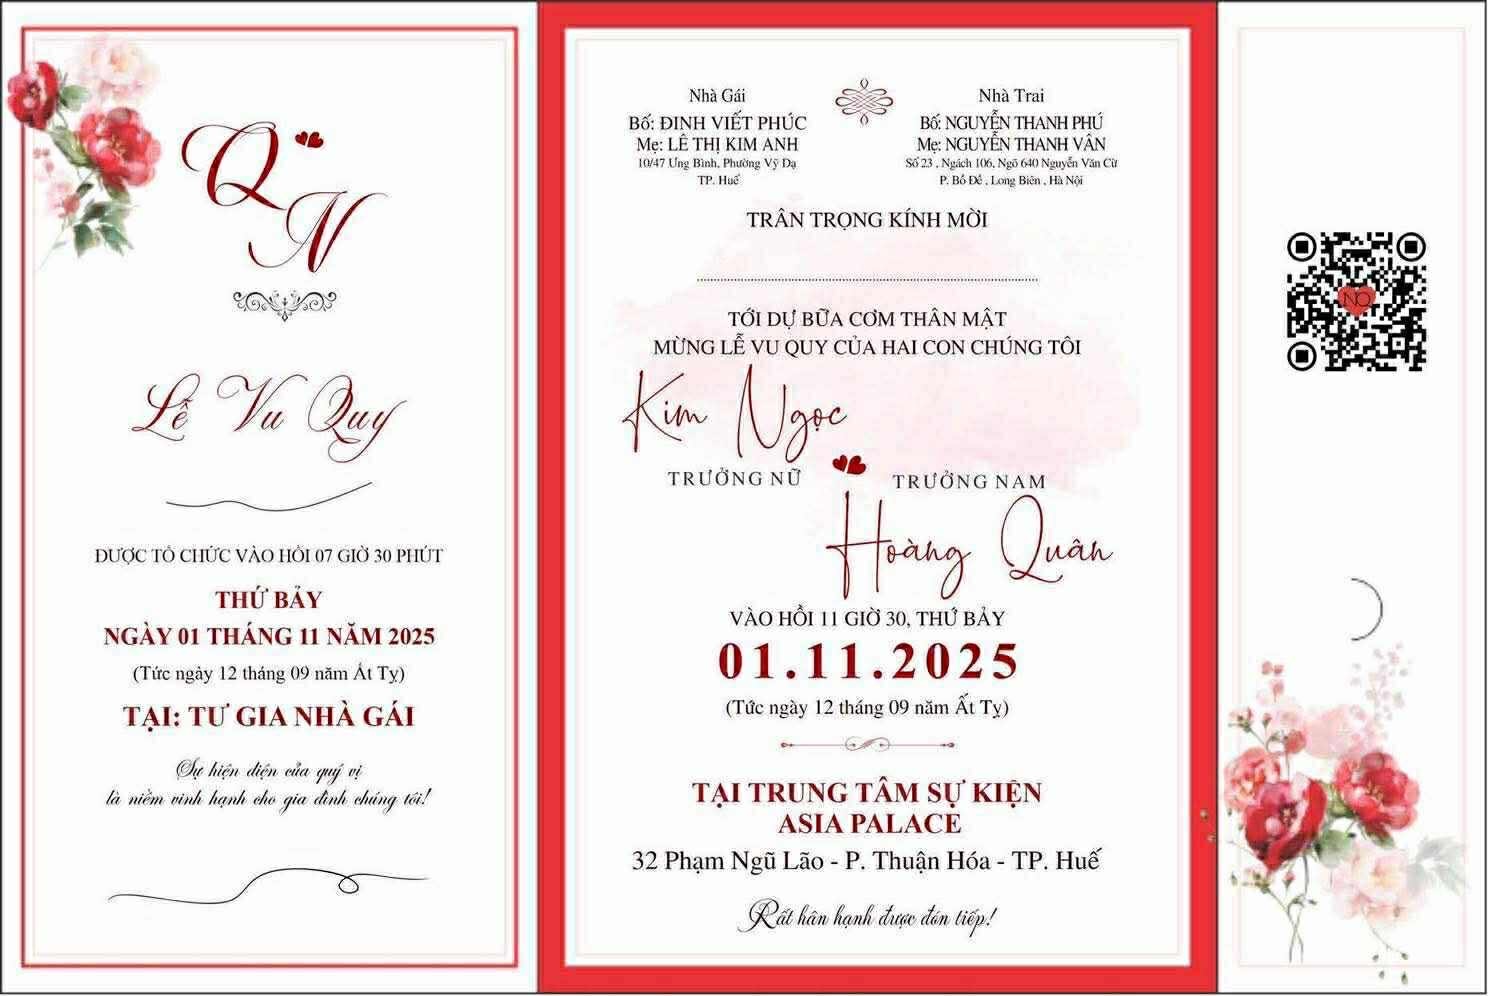 QN
Lễ Vu Quy
ĐƯỢC TỔ CHỨC VÀO HỒI 07 GIỜ 30 PHÚT
THỨ BẢY
NGÀY 01 THÁNG 11 NĂM 2025
(Tức ngày 12 tháng 09 năm Ất Tỵ)
TẠI: TƯ GIA NHÀ GÁI
Sự hiện diện của quý vị
là niềm vinh hạnh cho gia đình chúng tôi!
Nhà Gái
Bố: ĐINH VIẾT PHÚC
Mẹ: LÊ THỊ KIM ANH
10/47 Ưng Bình, Phường Vỹ Dạ
TP. Huế
Nhà Trai
Bố: NGUYỄN THANH PHÚ
Mẹ: NGUYỄN THANH VÂN
Số 23 , Ngách 106, Ngõ 640 Nguyễn Văn Cừ
P. Bồ Đề , Long Biên , Hà Nội
TRÂN TRỌNG KÍNH MỜI
TỚI DỰ BỮA CƠM THÂN MẬT
MỪNG LỄ VU QUY CỦA HAI CON CHÚNG TÔI
Kim Ngọc
TRƯỞNG NỮ
TRƯỞNG NAM
Hoàng Quân
VÀO HỒI 11 GIỜ 30, THỨ BẢY
01.11.2025
(Tức ngày 12 tháng 09 năm Ất Tỵ)
TẠI TRUNG TÂM SỰ KIỆN
ASIA PALACE
32 Phạm Ngũ Lão - P. Thuận Hóa - TP. Huế
Rất hân hạnh được đón tiếp!
NQ